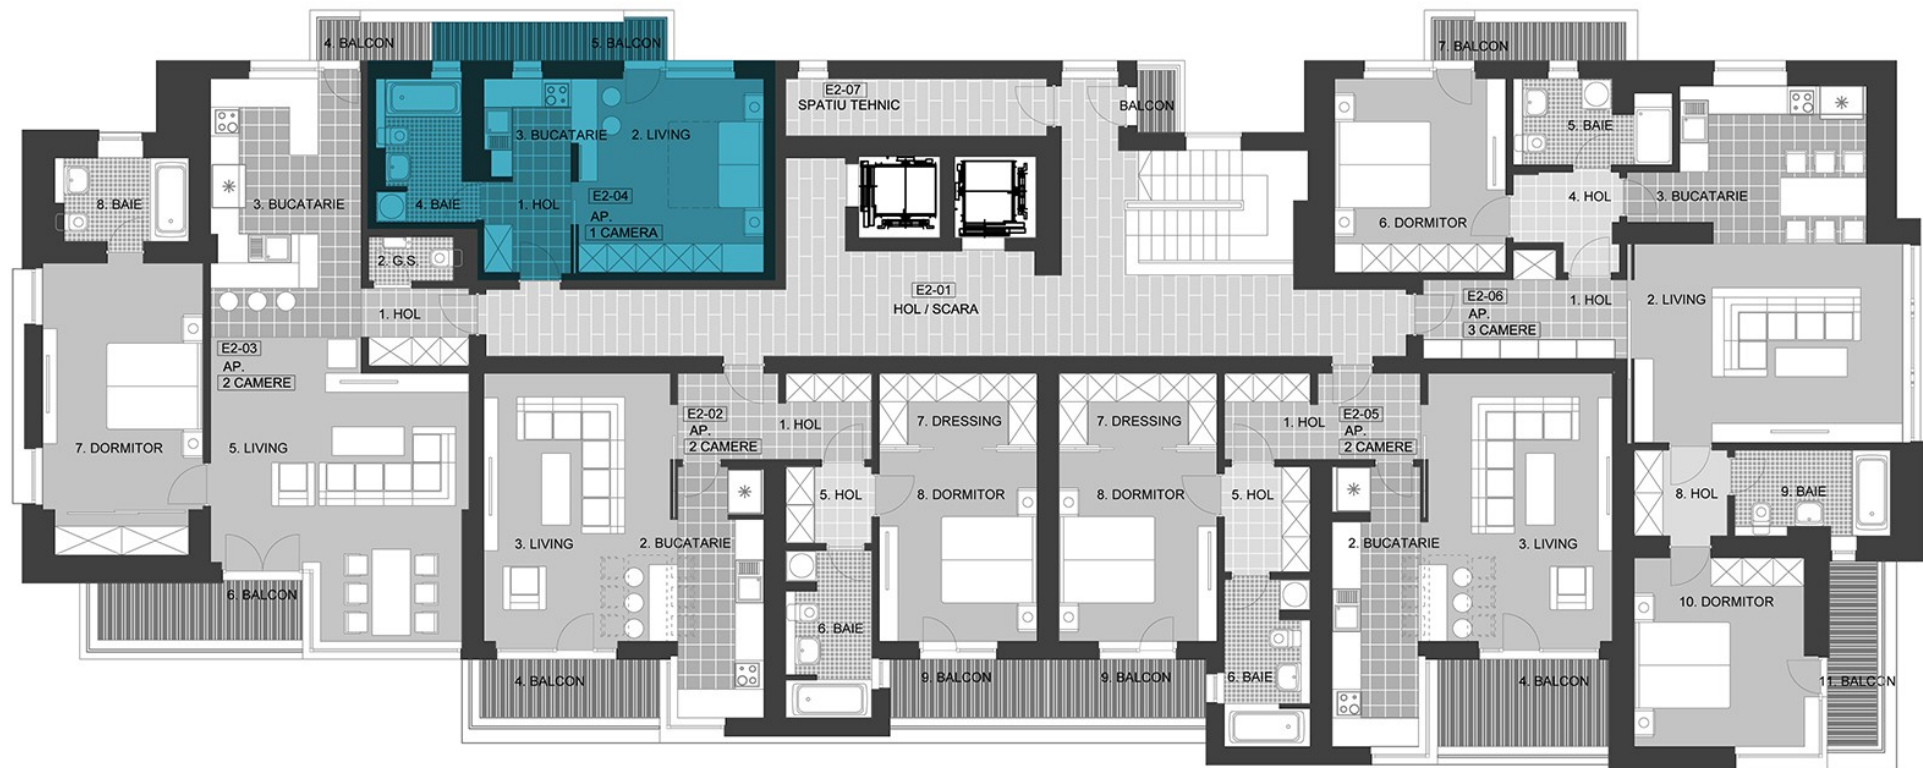 4. BALCON
5. BALCON
7. BALCON
E2-07
SPATIU TEHNIC
BALCON
3. BUCATARIE
2. LIVING
5. BAIE
8. BAIE
3. BUCATARIE
4. BAIE
1. HOL
E2-04
AP.
1 CAMERA
2. G.S.
6. DORMITOR
4. HOL
3. BUCATARIE
1. HOL
E2-01
HOL / SCARA
E2-06
AP.
3 CAMERE
1. HOL
2. LIVING
E2-03
AP.
2 CAMERE
7. DORMITOR
5. LIVING
E2-02
AP.
2 CAMERE
1. HOL
7. DRESSING
7. DRESSING
1. HOL
E2-05
AP.
2 CAMERE
5. HOL
8. DORMITOR
8. DORMITOR
5. HOL
8. HOL
9. BAIE
3. LIVING
2. BUCATARIE
2. BUCATARIE
3. LIVING
6. BALCON
10. DORMITOR
6. BAIE
4. BALCON
9. BALCON
9. BALCON
6. BAIE
4. BALCON
11. BALCON